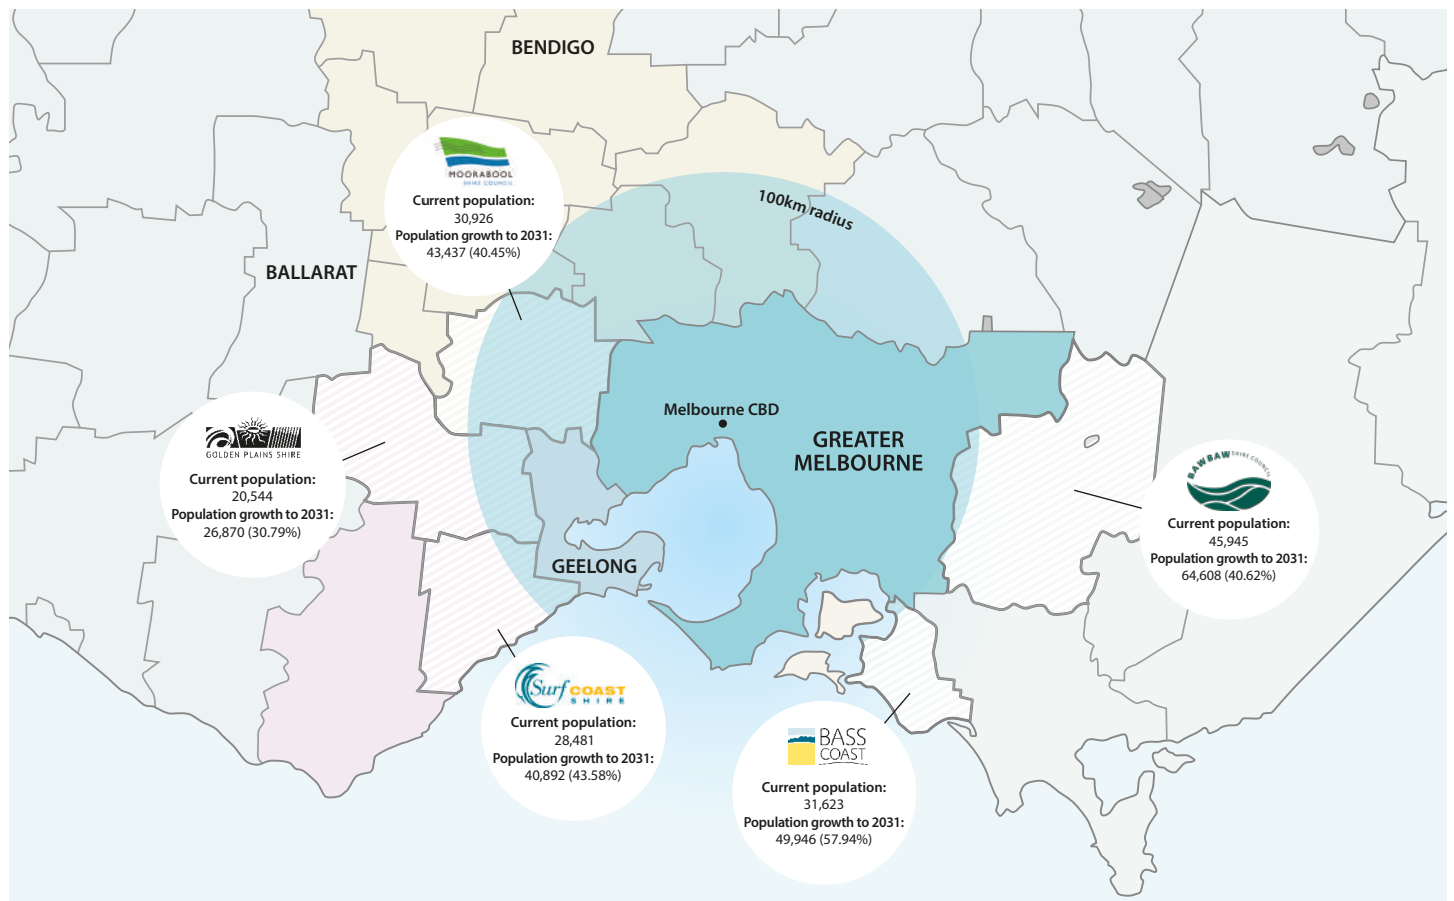 BENDIGO
MOORABOOL
SHIRE COUNCIL
Current population:
30,926
Population growth to 2031:
43,437 (40.45%)
100km radius
BALLARAT
Melbourne CBD
GREATER
MELBOURNE
GOLDEN PLAINS SHIRE
Current population:
20,544
Population growth to 2031:
26,870 (30.79%)
BAW BAW SHIRE COUNCIL
Current population:
45,945
Population growth to 2031:
64,608 (40.62%)
GEELONG
Surf COAST
SHIRE
Current population:
28,481
Population growth to 2031:
40,892 (43.58%)
BASS
COAST
Current population:
31,623
Population growth to 2031:
49,946 (57.94%)